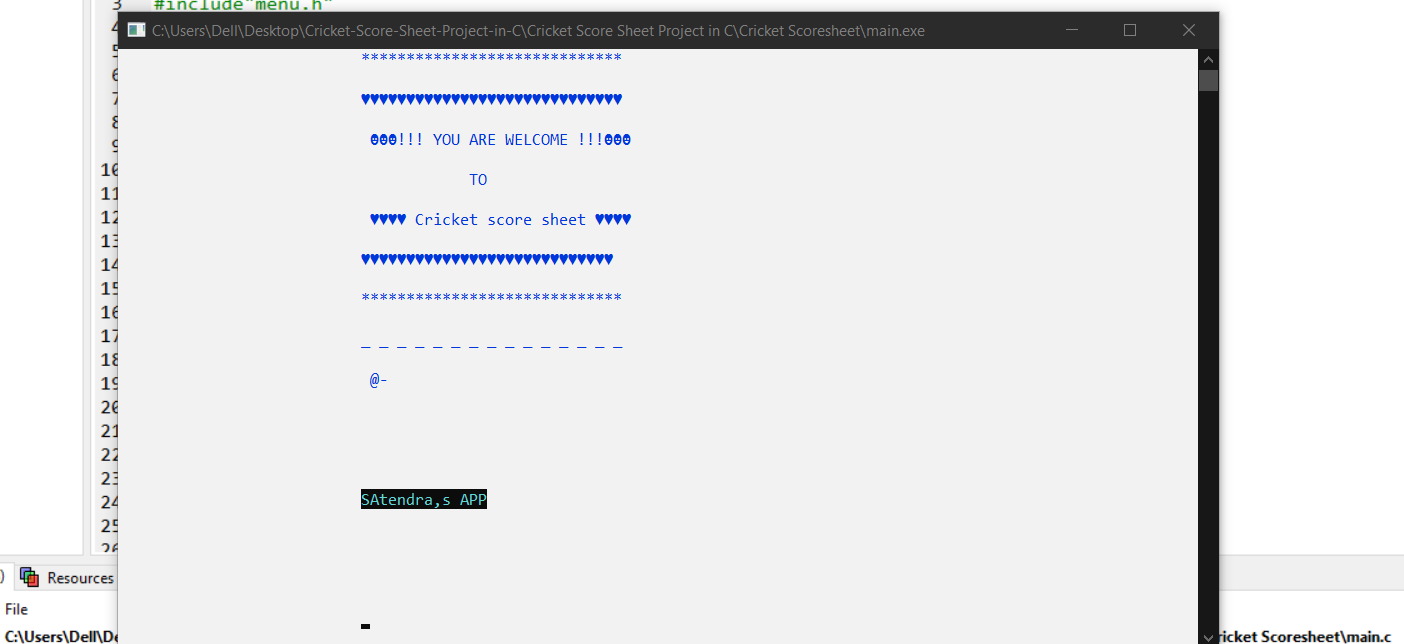 3 #include"menu.h"
C:\Users\Dell\Desktop\Cricket-Score-Sheet-Project-in-C\Cricket Score Sheet Project in C\Cricket Scoresheet\main.exe
4
5
6
7
8
9
10
11
12
13
14
15
16
17
18
19
20
21
22
23
24
25
26
*****************************
♥♥♥♥♥♥♥♥♥♥♥♥♥♥♥♥♥♥♥♥♥♥♥♥♥♥♥♥♥
!!! YOU ARE WELCOME !!!
TO
♥♥♥♥ Cricket score sheet ♥♥♥♥
♥♥♥♥♥♥♥♥♥♥♥♥♥♥♥♥♥♥♥♥♥♥♥♥♥♥♥♥
*****************************
_ _ _ _ _ _ _ _ _ _ _ _ _ _ _
@-
SAtendra,s APP
) Resources
File
C:\Users\Dell\De
ricket Scoresheet\main.c